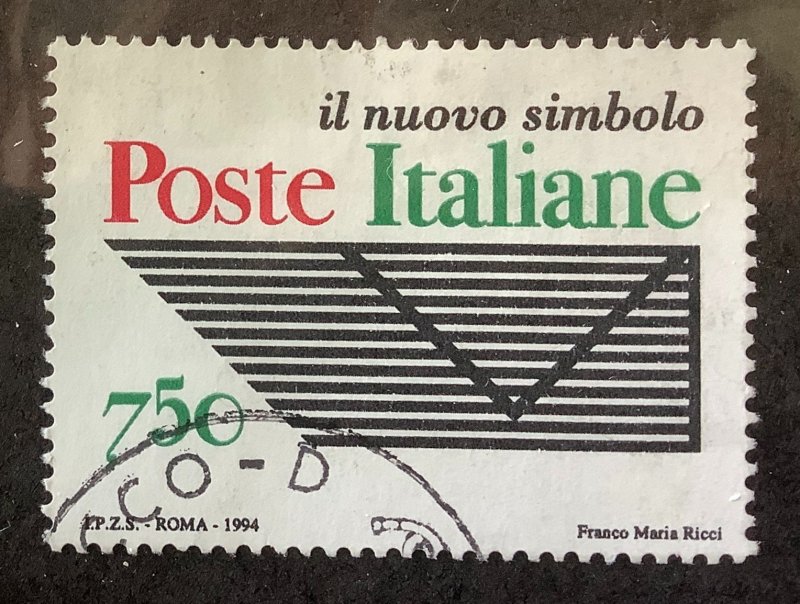 il nuovo simbolo
Poste Italiane
750
CO-D
I.P.Z.S. - ROMA - 1994
Franco Maria Ricci